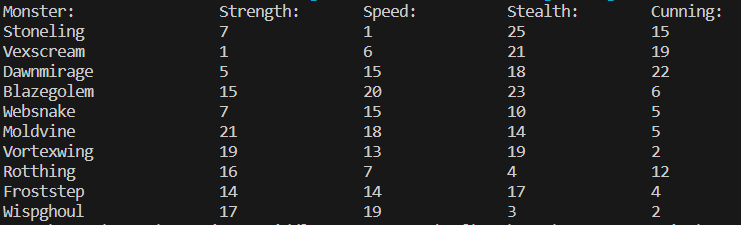 Monster: Strength: Speed: Stealth: Cunning:
Stoneling 7 1 25 15
Vexscream 1 6 21 19
Dawnmirage 5 15 18 22
Blazegolem 15 20 23 6
Websnake 7 15 10 5
Moldvine 21 18 14 5
Vortexwing 19 13 19 2
Rotthing 16 7 4 12
Froststep 14 14 17 4
Wispghoul 17 19 3 2